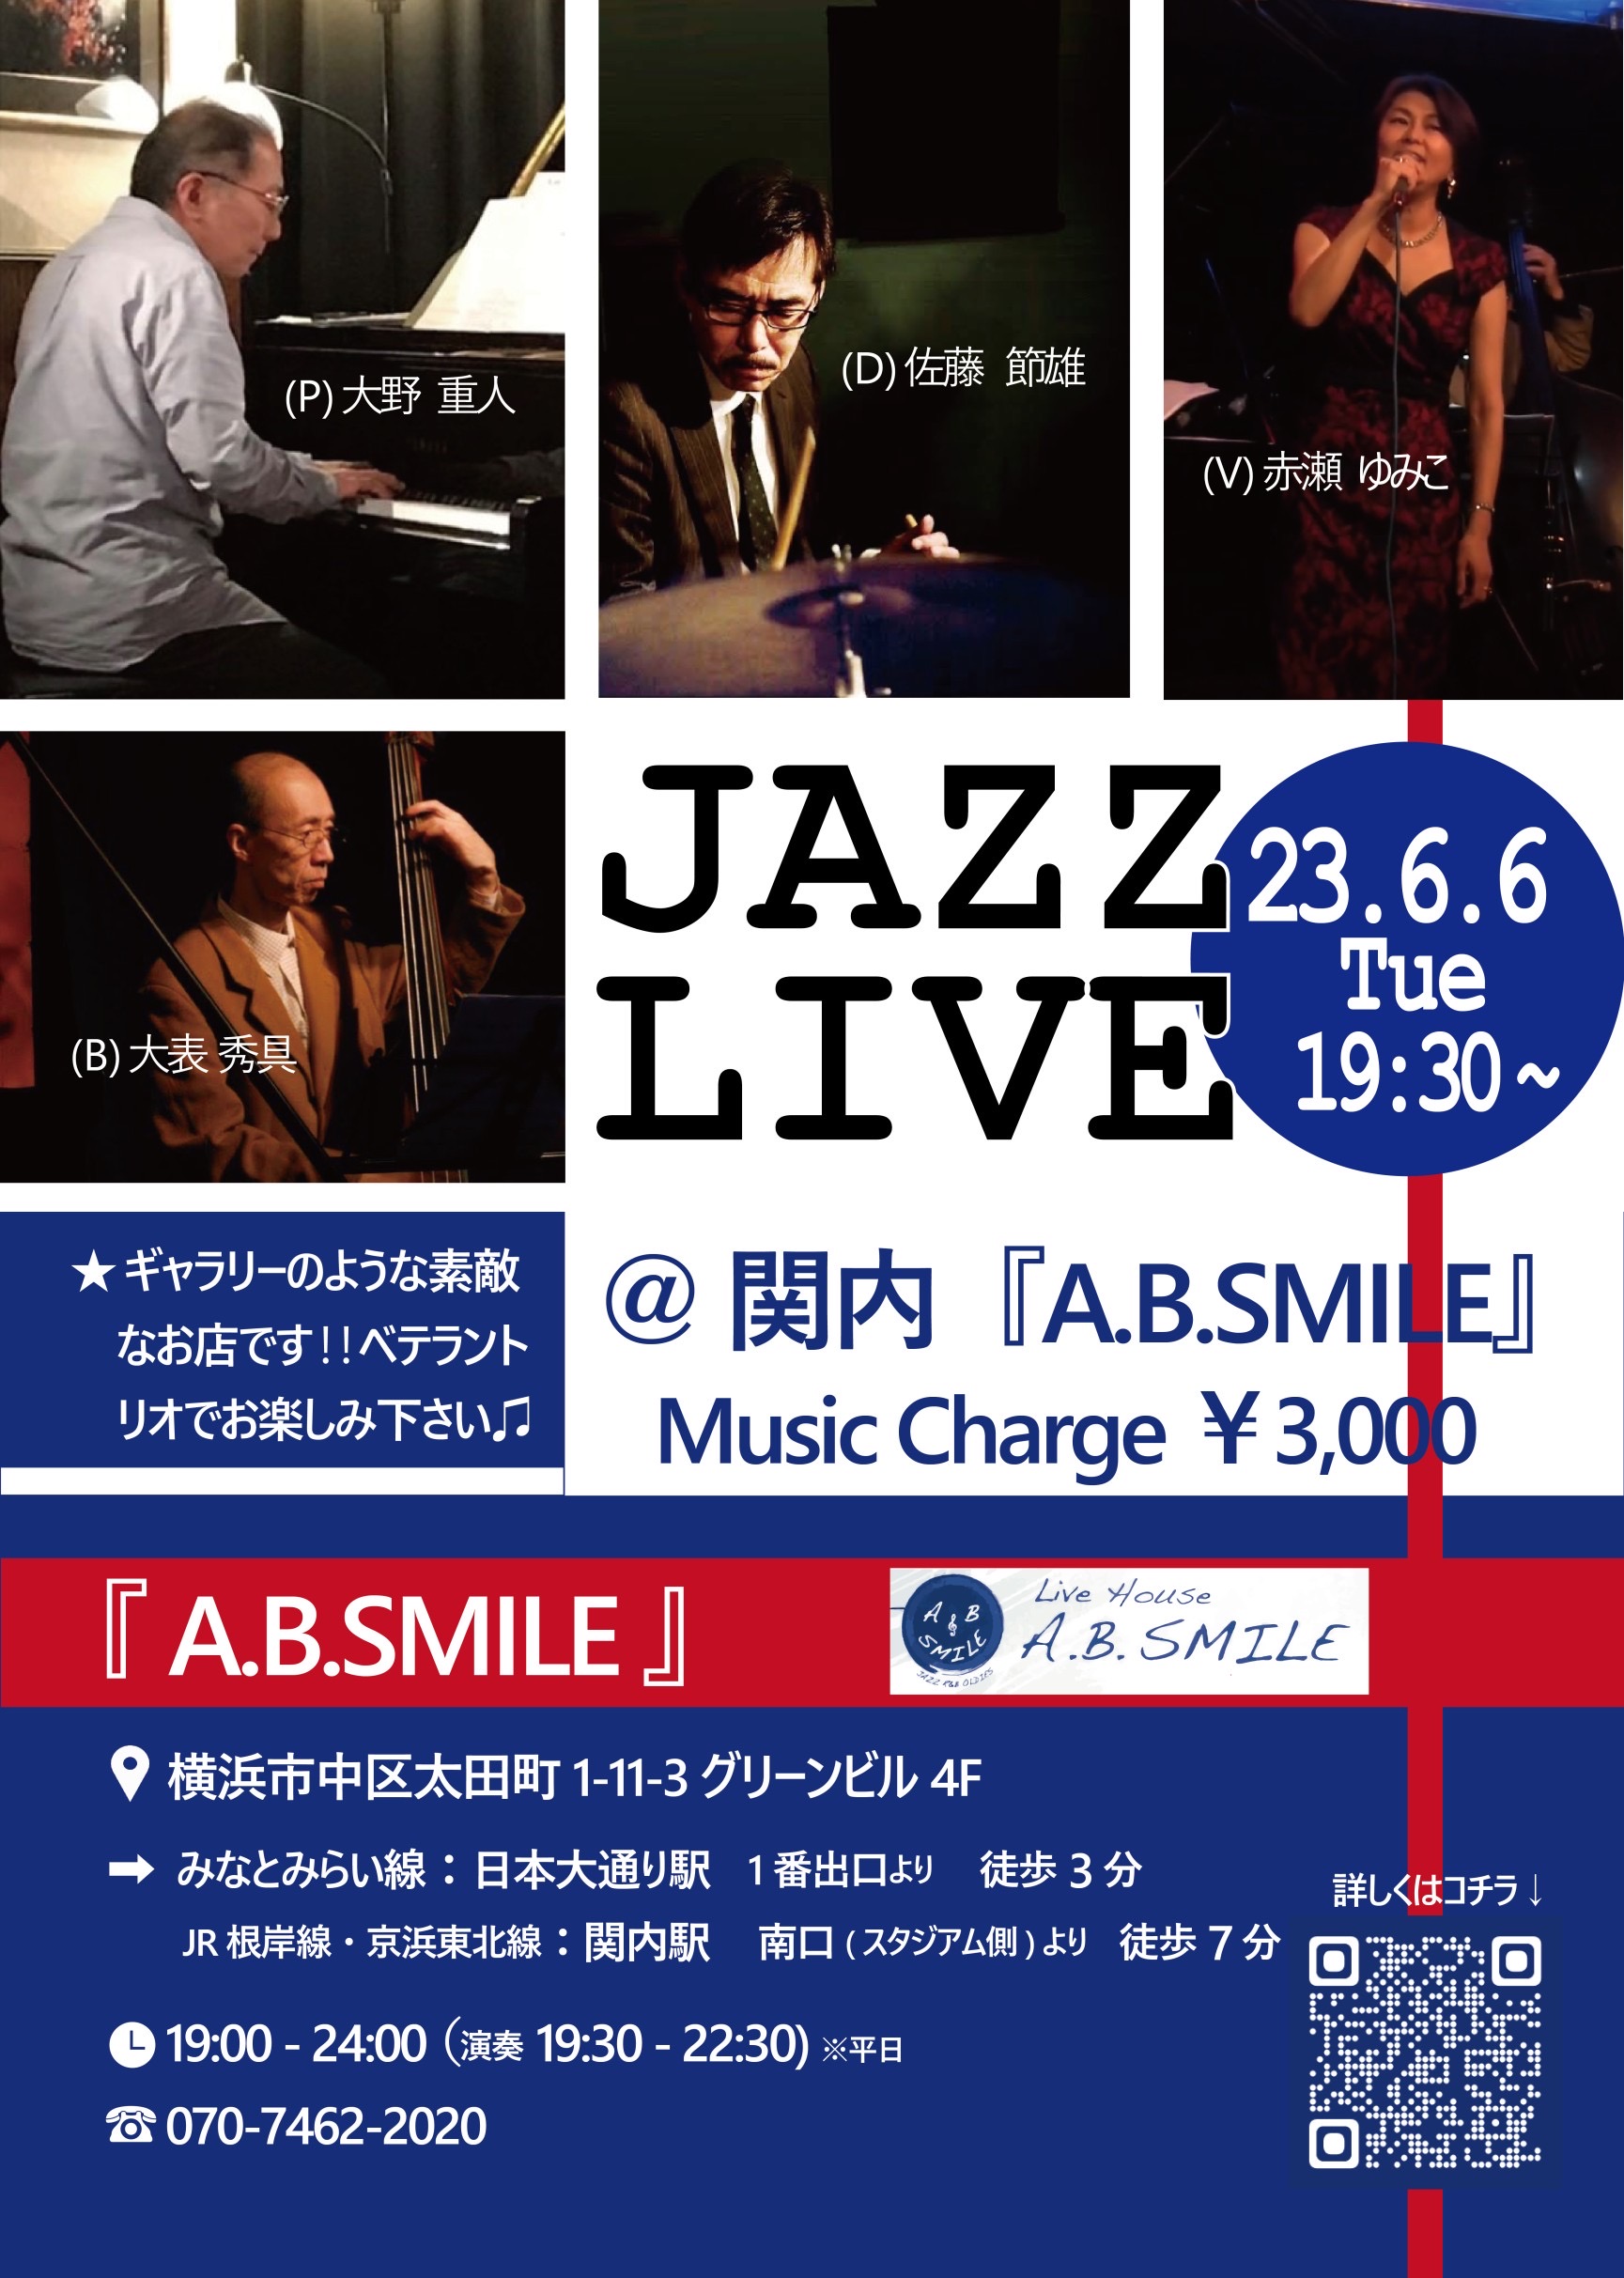 (P) 大野 重人
(D) 佐藤 節雄
(V) 赤瀬 ゆみこ
(B) 大表 秀具
JAZZ
LIVE
23.6.6
Tue
19:30~
★ ギャラリーのような素敵
なお店です!!ベテラント
リオでお楽しみ下さい♫
@ 関内『A.B.SMILE』
Music Charge ¥3,000
『A.B.SMILE』
A B
SMILE
JAZZ R&B OLDIES
Live House
A.B.SMILE
横浜市中区太田町 1-11-3 グリーンビル 4F
➡ みなとみらい線：日本大通り駅 1番出口より 徒歩3分
JR根岸線・京浜東北線：関内駅 南口(スタジアム側)より 徒歩7分
詳しくはコチラ↓
19:00 - 24:00 (演奏 19:30 - 22:30) ※平日
☎ 070-7462-2020